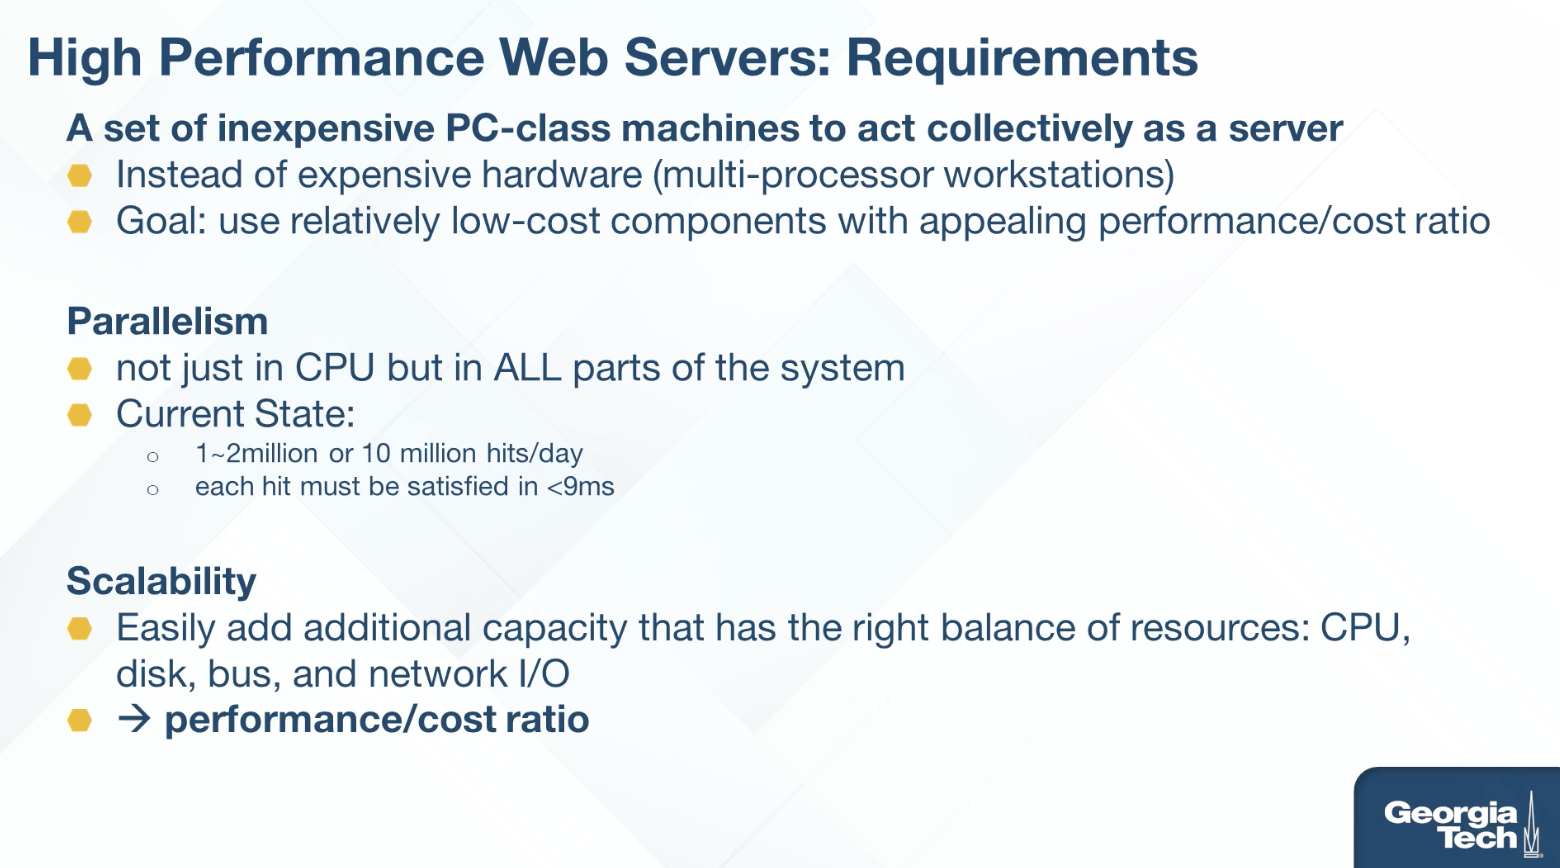 High Performance Web Servers: Requirements
A set of inexpensive PC-class machines to act collectively as a server
Instead of expensive hardware (multi-processor workstations)
Goal: use relatively low-cost components with appealing performance/cost ratio
Parallelism
not just in CPU but in ALL parts of the system
Current State:
1~2million or 10 million hits/day
each hit must be satisfied in <9ms
Scalability
Easily add additional capacity that has the right balance of resources: CPU,
disk, bus, and network I/O
→ performance/cost ratio
Georgia
Tech